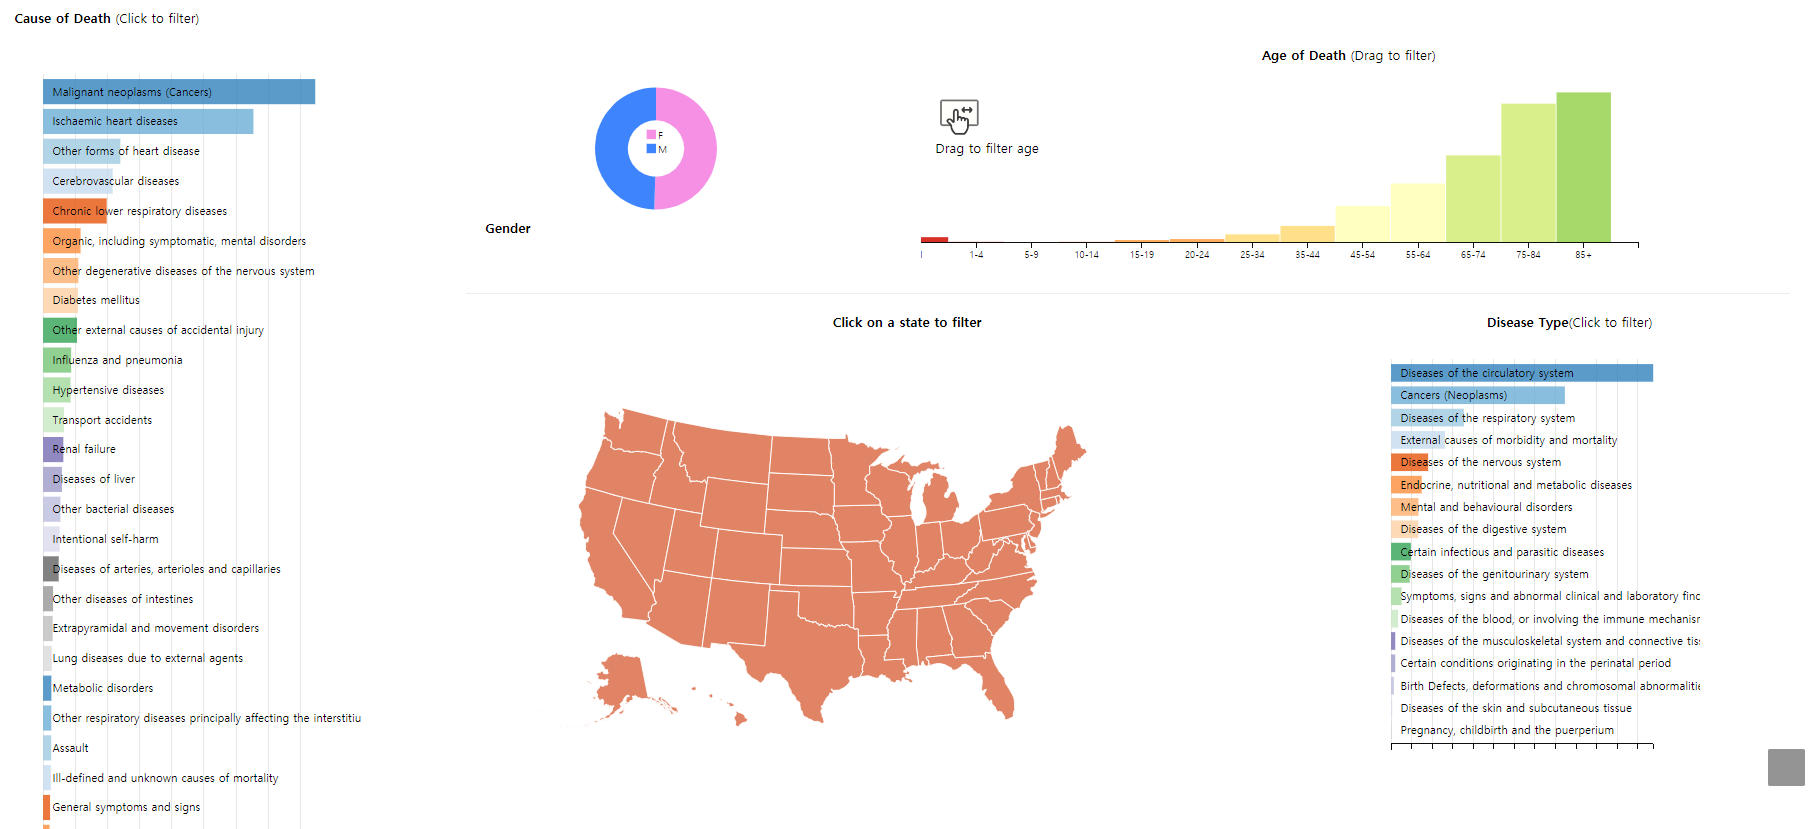 Cause of Death (Click to filter)
Malignant neoplasms (Cancers)
Ischaemic heart diseases
Other forms of heart disease
Cerebrovascular diseases
Chronic lower respiratory diseases
Organic, including symptomatic, mental disorders
Other degenerative diseases of the nervous system
Diabetes mellitus
Other external causes of accidental injury
Influenza and pneumonia
Hypertensive diseases
Transport accidents
Renal failure
Diseases of liver
Other bacterial diseases
Intentional self-harm
Diseases of arteries, arterioles and capillaries
Other diseases of intestines
Extrapyramidal and movement disorders
Lung diseases due to external agents
Metabolic disorders
Other respiratory diseases principally affecting the interstitiu
Assault
Ill-defined and unknown causes of mortality
General symptoms and signs
F
M
Gender
Age of Death (Drag to filter)
Drag to filter age
1-4 5-9 10-14 15-19 20-24 25-34 35-44 45-54 55-64 65-74 75-84 85+
Click on a state to filter
Disease Type(Click to filter)
Diseases of the circulatory system
Cancers (Neoplasms)
Diseases of the respiratory system
External causes of morbidity and mortality
Diseases of the nervous system
Endocrine, nutritional and metabolic diseases
Mental and behavioural disorders
Diseases of the digestive system
Certain infectious and parasitic diseases
Diseases of the genitourinary system
Symptoms, signs and abnormal clinical and laboratory finc
Diseases of the blood, or involving the immune mechanisr
Diseases of the musculoskeletal system and connective tis
Certain conditions originating in the perinatal period
Birth Defects, deformations and chromosomal abnormalitie
Diseases of the skin and subcutaneous tissue
Pregnancy, childbirth and the puerperium